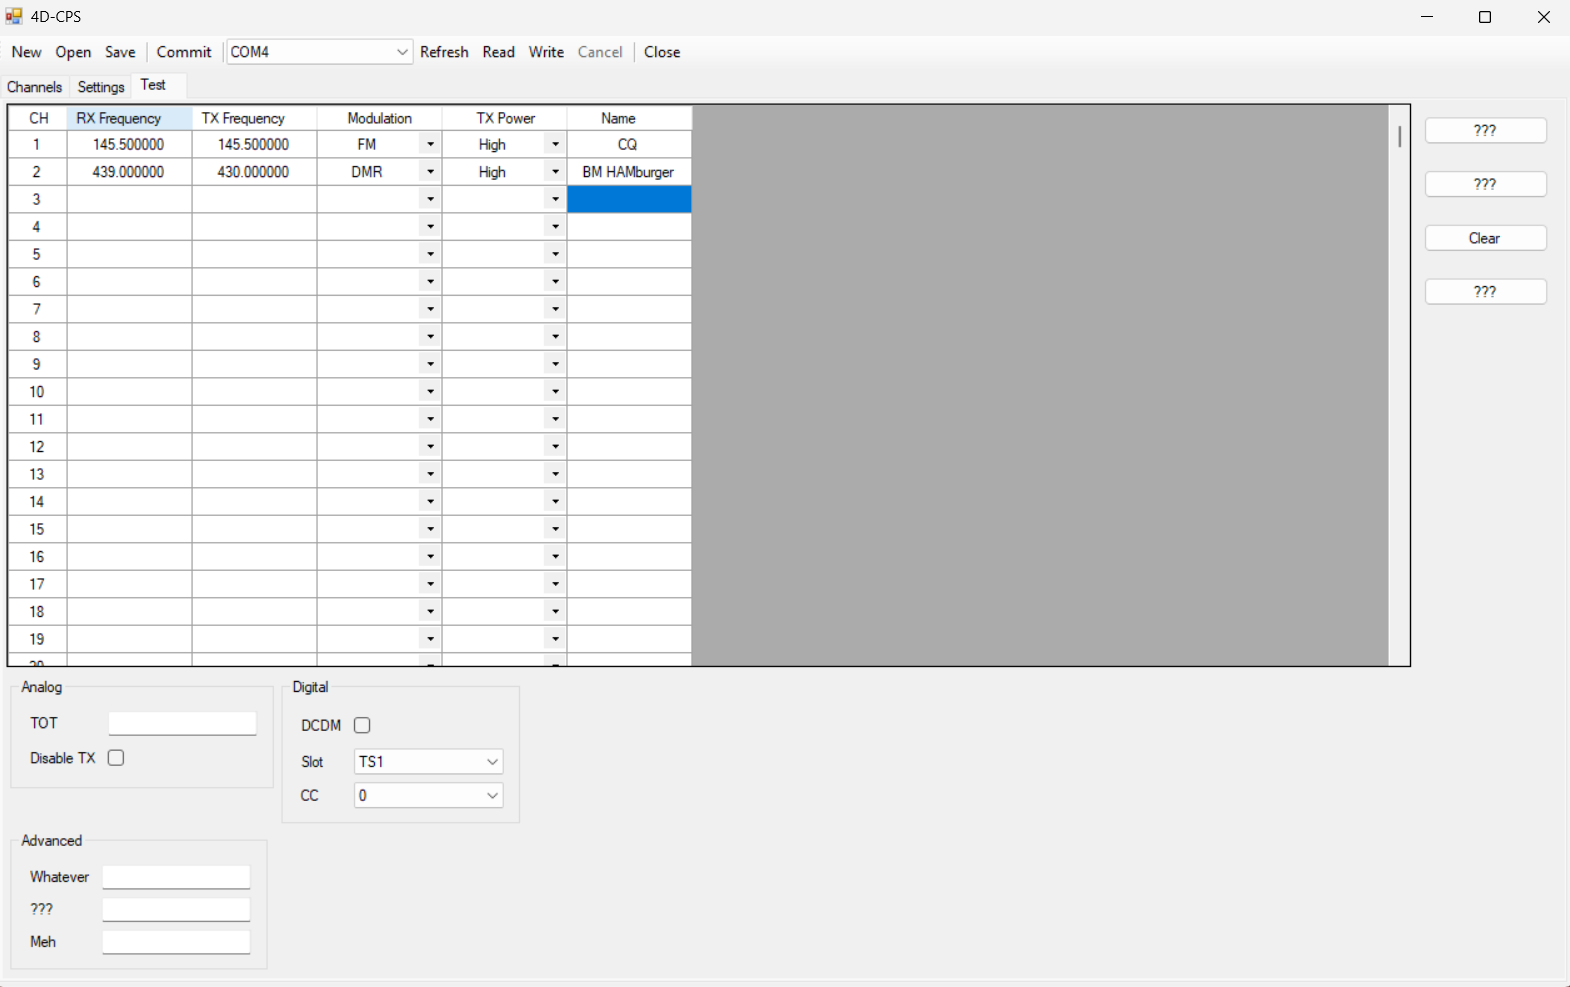 4D-CPS
New Open Save Commit COM4 Refresh Read Write Cancel Close
Channels Settings Test
CH RX Frequency TX Frequency Modulation TX Power Name
1 145.500000 145.500000 FM High CQ
2 439.000000 430.000000 DMR High BM HAMburger
3
4
5
6
7
8
9
10
11
12
13
14
15
16
17
18
19
20
???
???
Clear
???
Analog
TOT
Disable TX
Digital
DCDM
Slot TS1
CC 0
Advanced
Whatever
???
Meh